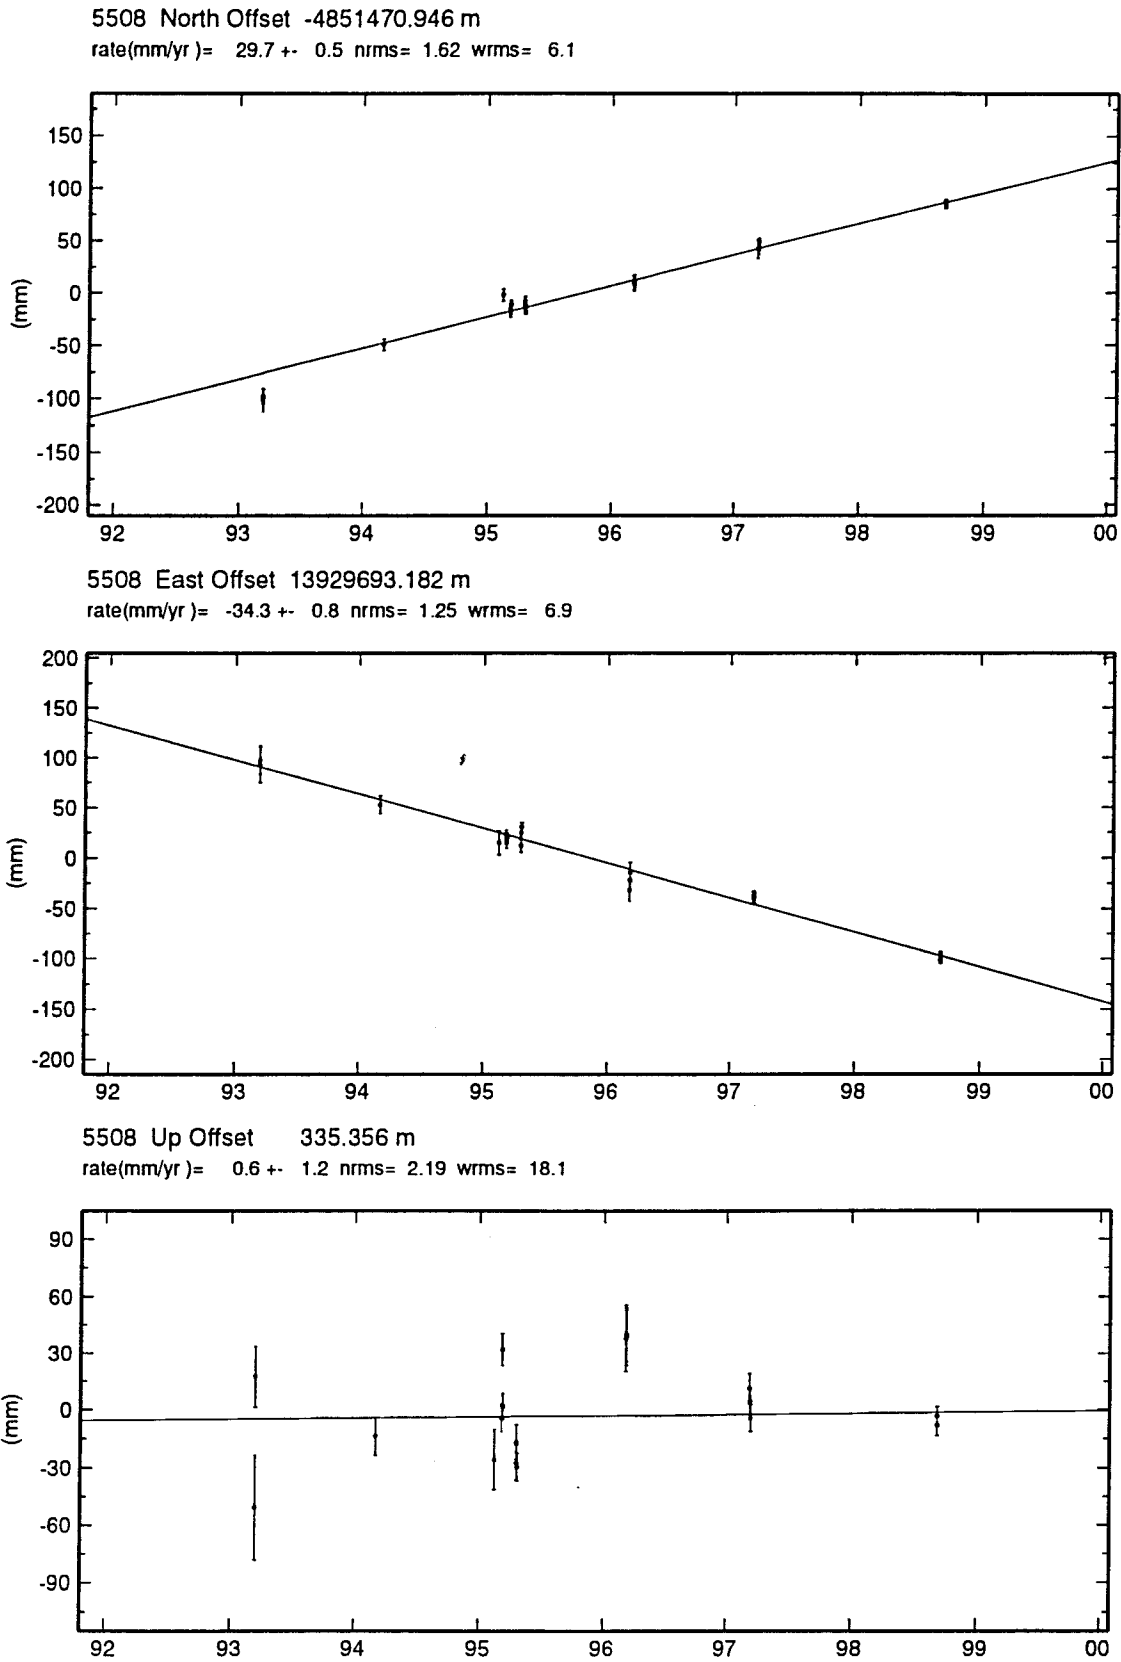 5508 North Offset -4851470.946 m
rate(mm/yr )= 29.7 +- 0.5 nrms= 1.62 wrms= 6.1
150
100
50
0
-50
-100
-150
-200
(mm)
92 93 94 95 96 97 98 99 00
5508 East Offset 13929693.182 m
rate(mm/yr )= -34.3 +- 0.8 nrms= 1.25 wrms= 6.9
200
150
100
50
0
-50
-100
-150
-200
(mm)
92 93 94 95 96 97 98 99 00
5508 Up Offset 335.356 m
rate(mm/yr )= 0.6 +- 1.2 nrms= 2.19 wrms= 18.1
90
60
30
0
-30
-60
-90
(mm)
92 93 94 95 96 97 98 99 00